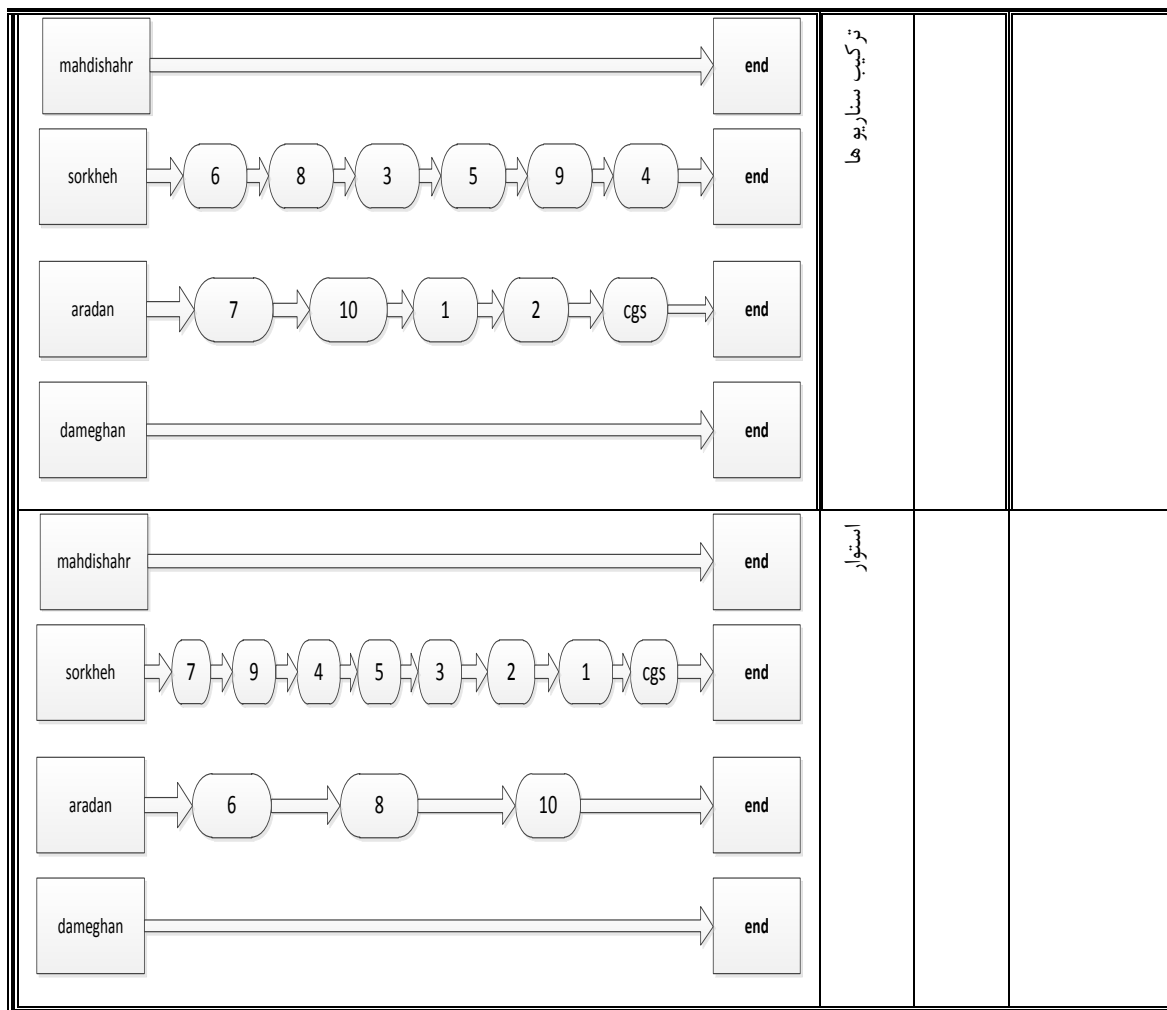 ترکیب سناریو ها
mahdishahr end
sorkheh 6 8 3 5 9 4 end
aradan 7 10 1 2 cgs end
dameghan end
استوار
mahdishahr end
sorkheh 7 9 4 5 3 2 1 cgs end
aradan 6 8 10 end
dameghan end